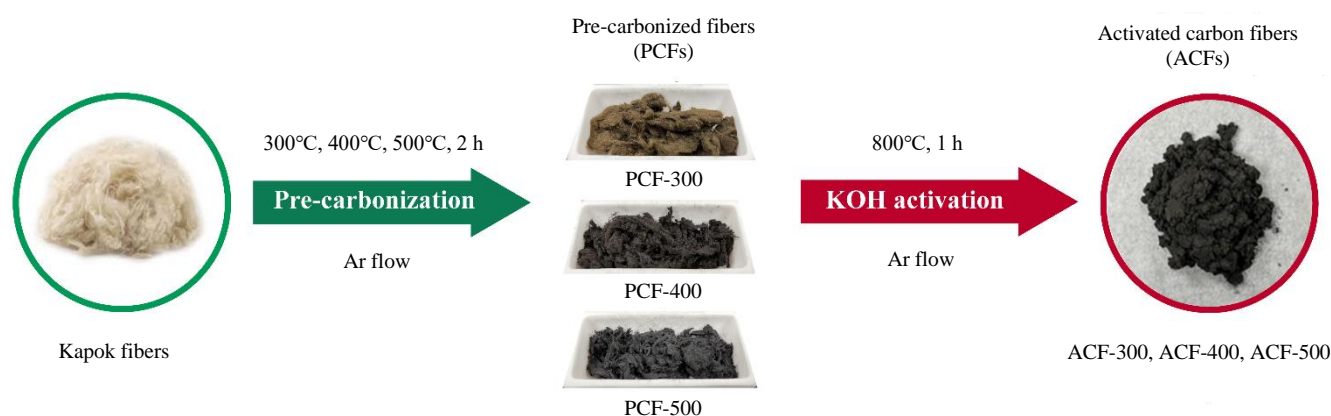 Kapok fibers
300℃, 400℃, 500℃, 2 h
Pre-carbonization
Ar flow
Pre-carbonized fibers
(PCFs)
PCF-300
PCF-400
PCF-500
800℃, 1 h
KOH activation
Ar flow
Activated carbon fibers
(ACFs)
ACF-300, ACF-400, ACF-500